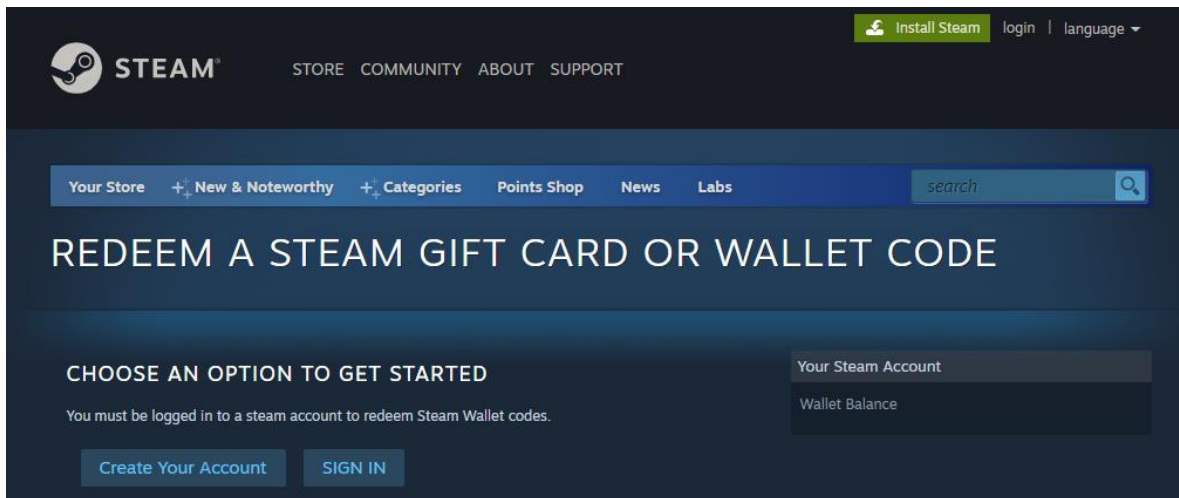 Install Steam login | language
STEAM® STORE COMMUNITY ABOUT SUPPORT
Your Store New & Noteworthy Categories Points Shop News Labs search
REDEEM A STEAM GIFT CARD OR WALLET CODE
CHOOSE AN OPTION TO GET STARTED
Your Steam Account
You must be logged in to a steam account to redeem Steam Wallet codes.
Wallet Balance
Create Your Account SIGN IN